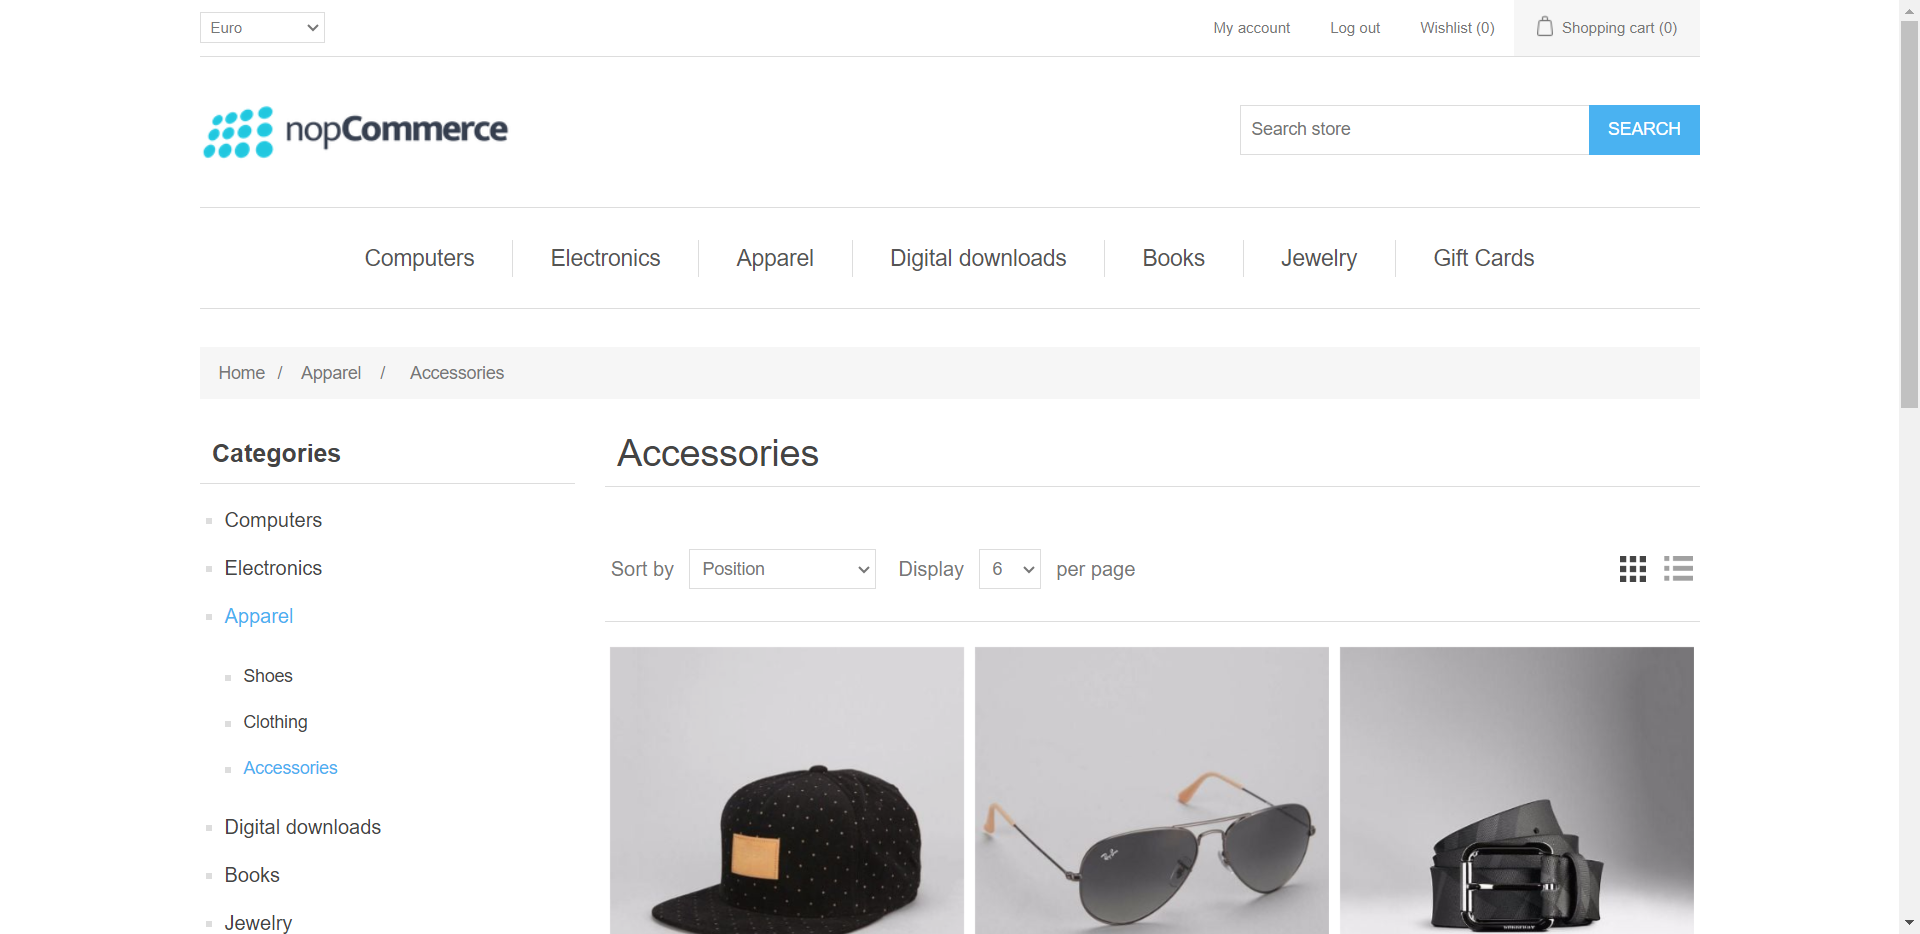 Euro
My account
Log out
Wishlist (0)
Shopping cart (0)
nopCommerce
Search store
SEARCH
Computers
Electronics
Apparel
Digital downloads
Books
Jewelry
Gift Cards
Home / Apparel / Accessories
Categories
Computers
Electronics
Apparel
Shoes
Clothing
Accessories
Digital downloads
Books
Jewelry
Accessories
Sort by Position Display 6 per page
Ray-Ban